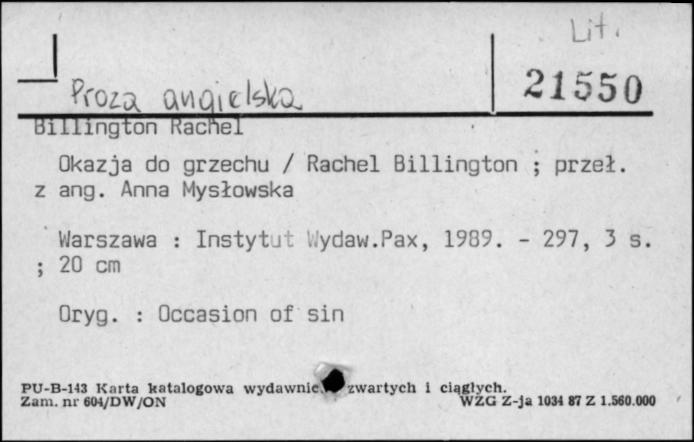 Lit.
21550
Proza angielska
Billington Rachel
Okazja do grzechu / Rachel Billington ; przeł.
z ang. Anna Mysłowska
Warszawa : Instytut Wydaw.Pax, 1989. - 297, 3 s.
; 20 cm
Oryg. : Occasion of sin
PU-B-143 Karta katalogowa wydawnic zwartych i ciągłych.
Zam. nr 604/DW/ON WZG Z-ja 1034 87 Z 1.560.000